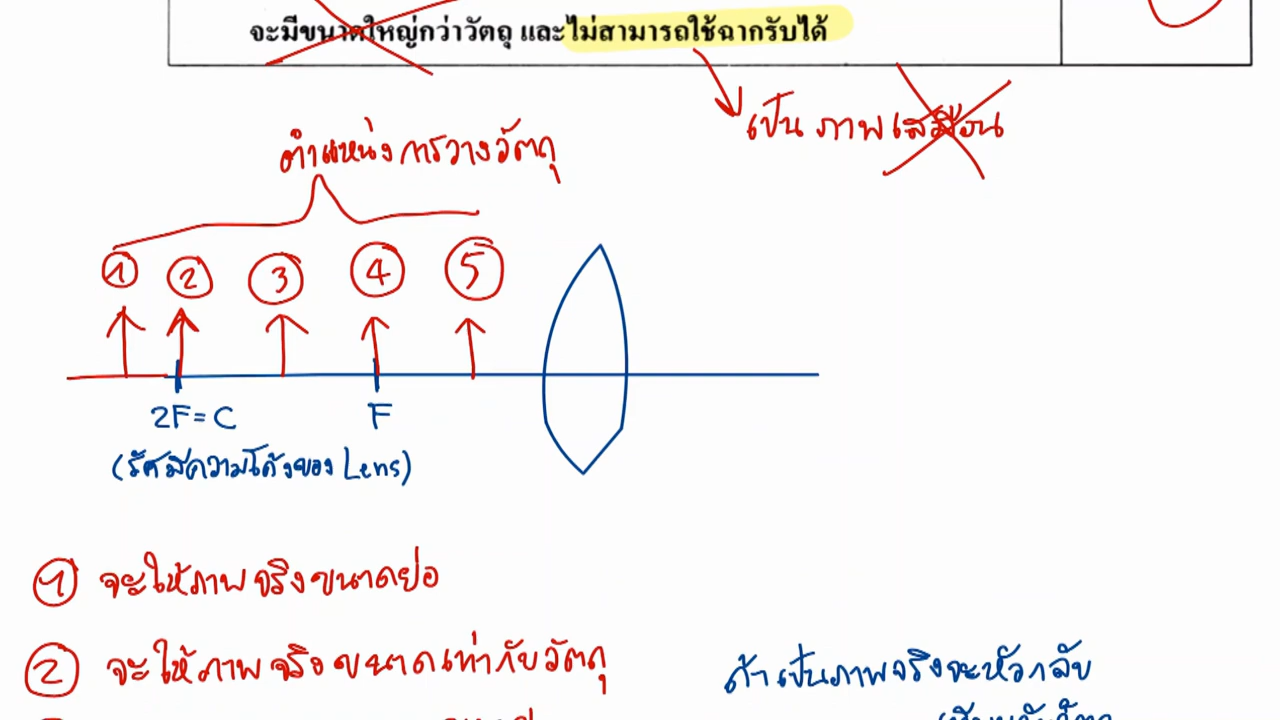 จะมีขนาดใหญ่กว่าวัตถุ และไม่สามารถใช้ฉากรับได้
เป็นภาพเสมือน
ตำแหน่งการวางวัตถุ
1 2 3 4 5
2F = C F
(รัศมีความโค้งของ Lens)
1 จะให้ภาพจริงขนาดย่อ
2 จะให้ภาพจริง ขนาดเท่ากับวัตถุ
ถ้าเป็นภาพจริงจะหัวกลับ